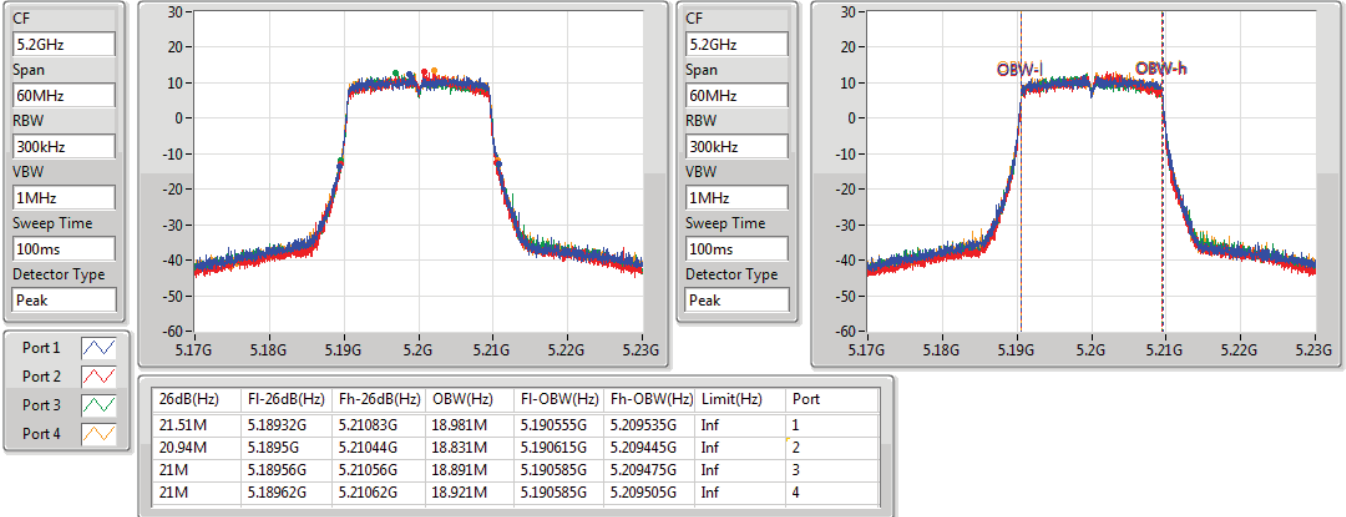 CF
5.2GHz
Span
60MHz
RBW
300kHz
VBW
1MHz
Sweep Time
100ms
Detector Type
Peak
30
20
10
0
-10
-20
-30
-40
-50
-60
5.17G 5.18G 5.19G 5.2G 5.21G 5.22G 5.23G
CF
5.2GHz
Span
60MHz
RBW
300kHz
VBW
1MHz
Sweep Time
100ms
Detector Type
Peak
30
20
10
0
-10
-20
-30
-40
-50
-60
OBW-l OBW-h
5.17G 5.18G 5.19G 5.2G 5.21G 5.22G 5.23G
Port 1
Port 2
Port 3
Port 4
26dB(Hz) Fl-26dB(Hz) Fh-26dB(Hz) OBW(Hz) Fl-OBW(Hz) Fh-OBW(Hz) Limit(Hz) Port
21.51M 5.18932G 5.21083G 18.981M 5.190555G 5.209535G Inf 1
20.94M 5.1895G 5.21044G 18.831M 5.190615G 5.209445G Inf 2
21M 5.18956G 5.21056G 18.891M 5.190585G 5.209475G Inf 3
21M 5.18962G 5.21062G 18.921M 5.190585G 5.209505G Inf 4